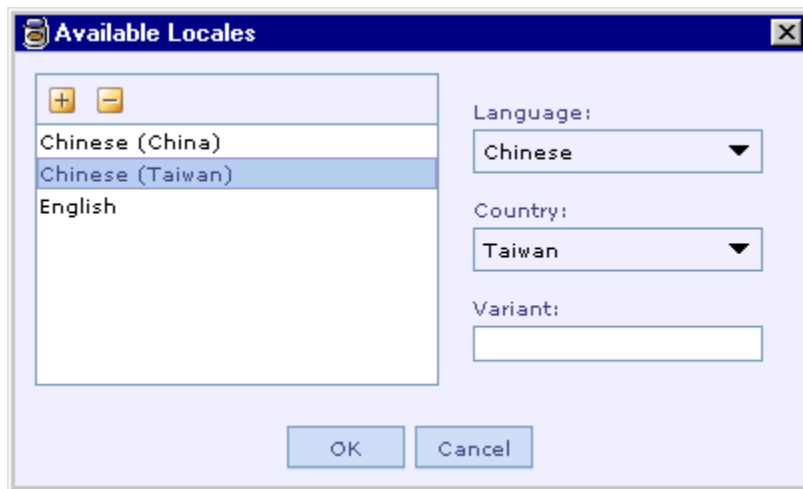 Available Locales
Chinese (China)
Chinese (Taiwan)
English
Language:
Chinese
Country:
Taiwan
Variant:
OK
Cancel